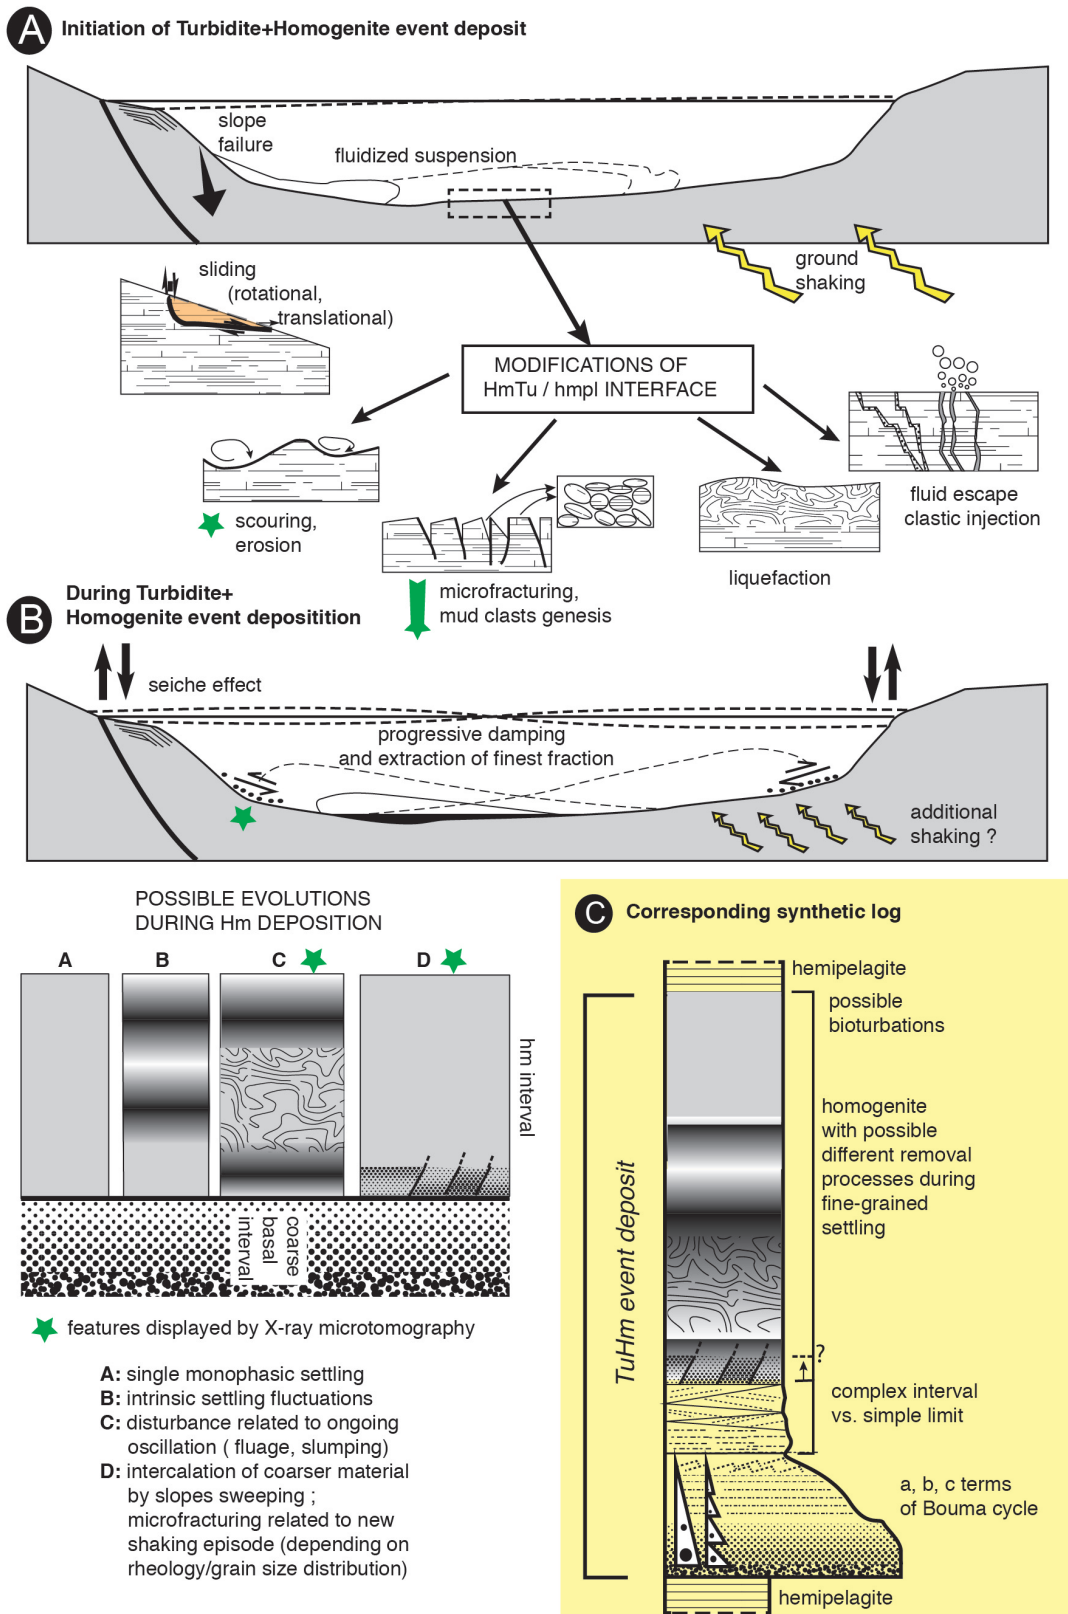 A Initiation of Turbidite+Homogenite event deposit
slope
failure
fluidized suspension
ground
shaking
sliding
(rotational,
translational)
MODIFICATIONS OF
HmTu / hmpl INTERFACE
scouring,
erosion
microfracturing,
mud clasts genesis
liquefaction
fluid escape
clastic injection
B During Turbidite+
Homogenite event depositition
seiche effect
progressive damping
and extraction of finest fraction
additional
shaking ?
POSSIBLE EVOLUTIONS
DURING Hm DEPOSITION
A B C D
hm interval
coarse
basal
interval
features displayed by X-ray microtomography
A: single monophasic settling
B: intrinsic settling fluctuations
C: disturbance related to ongoing
oscillation ( fluage, slumping)
D: intercalation of coarser material
by slopes sweeping ;
microfracturing related to new
shaking episode (depending on
rheology/grain size distribution)
C Corresponding synthetic log
hemipelagite
possible
bioturbations
homogenite
with possible
different removal
processes during
fine-grained
settling
TuHm event deposit
?
complex interval
vs. simple limit
a, b, c terms
of Bouma cycle
hemipelagite